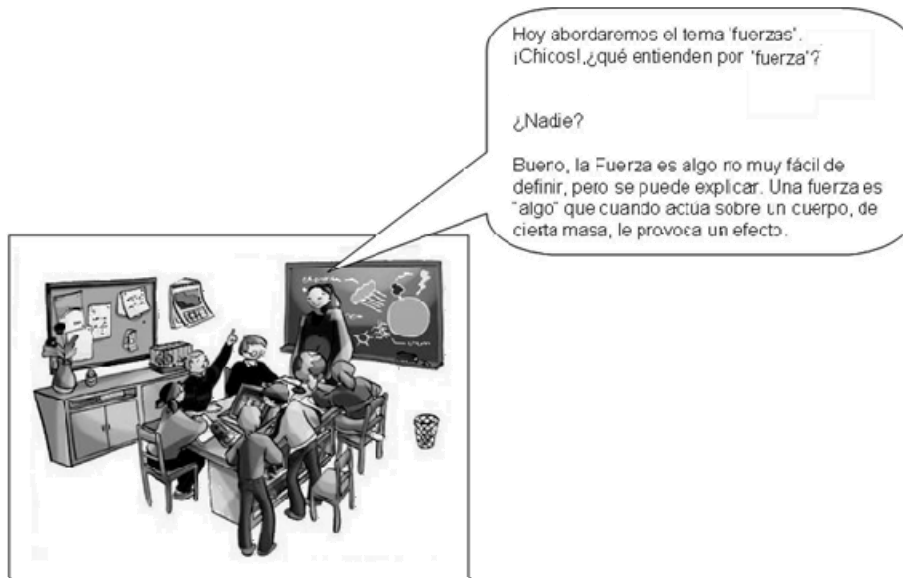 Hoy abordaremos el tema 'fuerzas'.
¡Chicos!,¿qué entienden por 'fuerza'?
¿Nadie?
Bueno, la Fuerza es algo no muy fácil de
definir, pero se puede explicar. Una fuerza es
"algo" que cuando actúa sobre un cuerpo, de
cierta masa, le provoca un efecto.